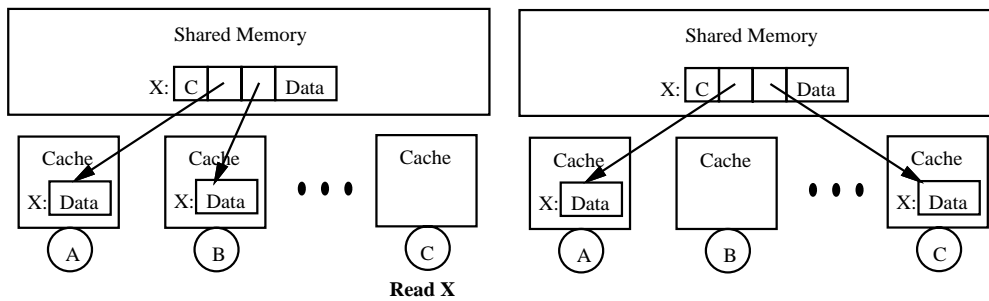 Shared Memory
X: C Data
Cache
X: Data
A
Cache
X: Data
B
Cache
C
Read X
Shared Memory
X: C Data
Cache
X: Data
A
Cache
B
Cache
X: Data
C